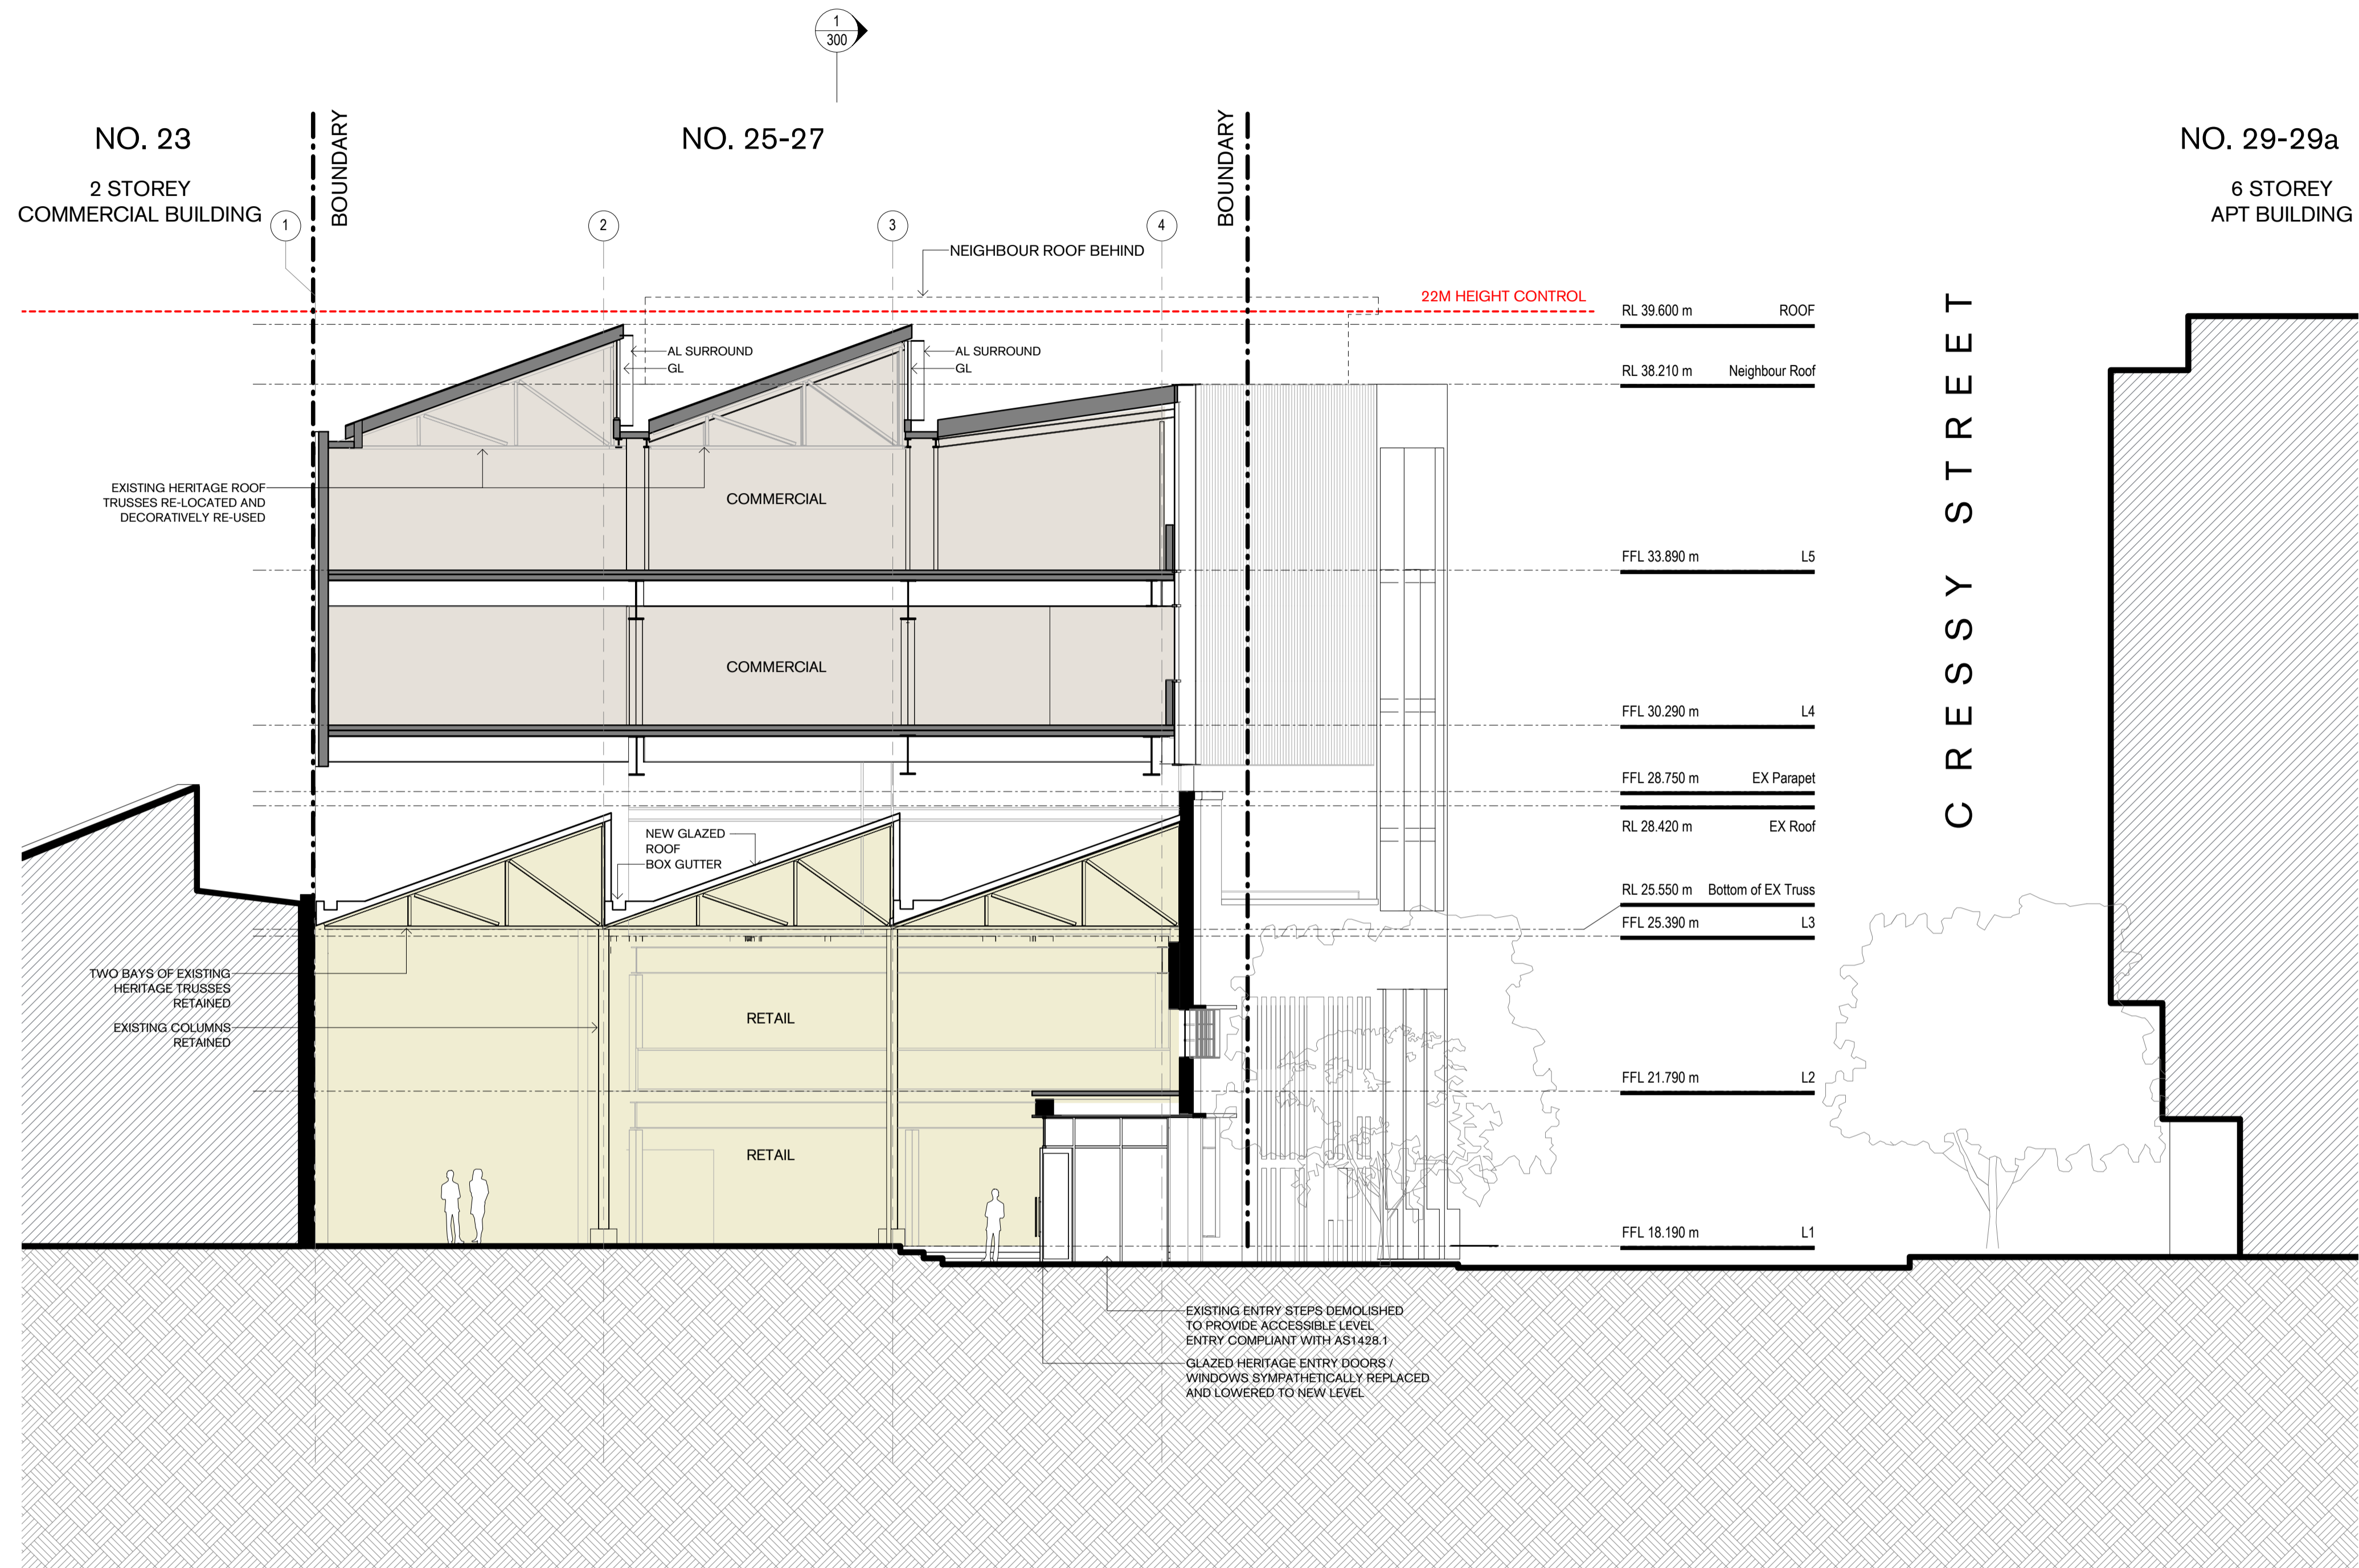 1
300
NO. 23
2 STOREY
COMMERCIAL BUILDING
BOUNDARY
NO. 25-27
BOUNDARY
NO. 29-29a
6 STOREY
APT BUILDING
1
2
3
4
NEIGHBOUR ROOF BEHIND
22M HEIGHT CONTROL
RL 39.600 m ROOF
AL SURROUND
GL
AL SURROUND
GL
RL 38.210 m Neighbour Roof
EXISTING HERITAGE ROOF
TRUSSES RE-LOCATED AND
DECORATIVELY RE-USED
COMMERCIAL
FFL 33.890 m L5
COMMERCIAL
FFL 30.290 m L4
FFL 28.750 m EX Parapet
RL 28.420 m EX Roof
NEW GLAZED
ROOF
BOX GUTTER
RL 25.550 m Bottom of EX Truss
FFL 25.390 m L3
TWO BAYS OF EXISTING
HERITAGE TRUSSES
RETAINED
EXISTING COLUMNS
RETAINED
RETAIL
FFL 21.790 m L2
RETAIL
FFL 18.190 m L1
CRESSY STREET
EXISTING ENTRY STEPS DEMOLISHED
TO PROVIDE ACCESSIBLE LEVEL
ENTRY COMPLIANT WITH AS1428.1
GLAZED HERITAGE ENTRY DOORS /
WINDOWS SYMPATHETICALLY REPLACED
AND LOWERED TO NEW LEVEL